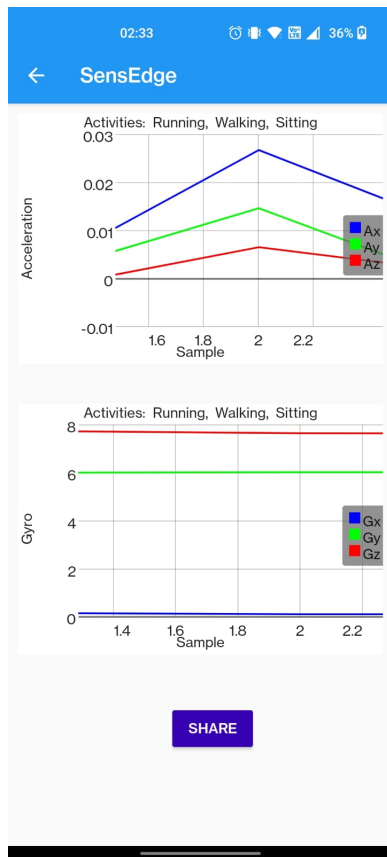 02:33 36%
SensEdge
Activities: Running, Walking, Sitting
0.03
0.02
0.01
0
-0.01
Acceleration
Ax
Ay
Az
1.6 1.8 2 2.2
Sample
Activities: Running, Walking, Sitting
8
6
4
2
0
Gyro
Gx
Gy
Gz
1.4 1.6 1.8 2 2.2
Sample
SHARE